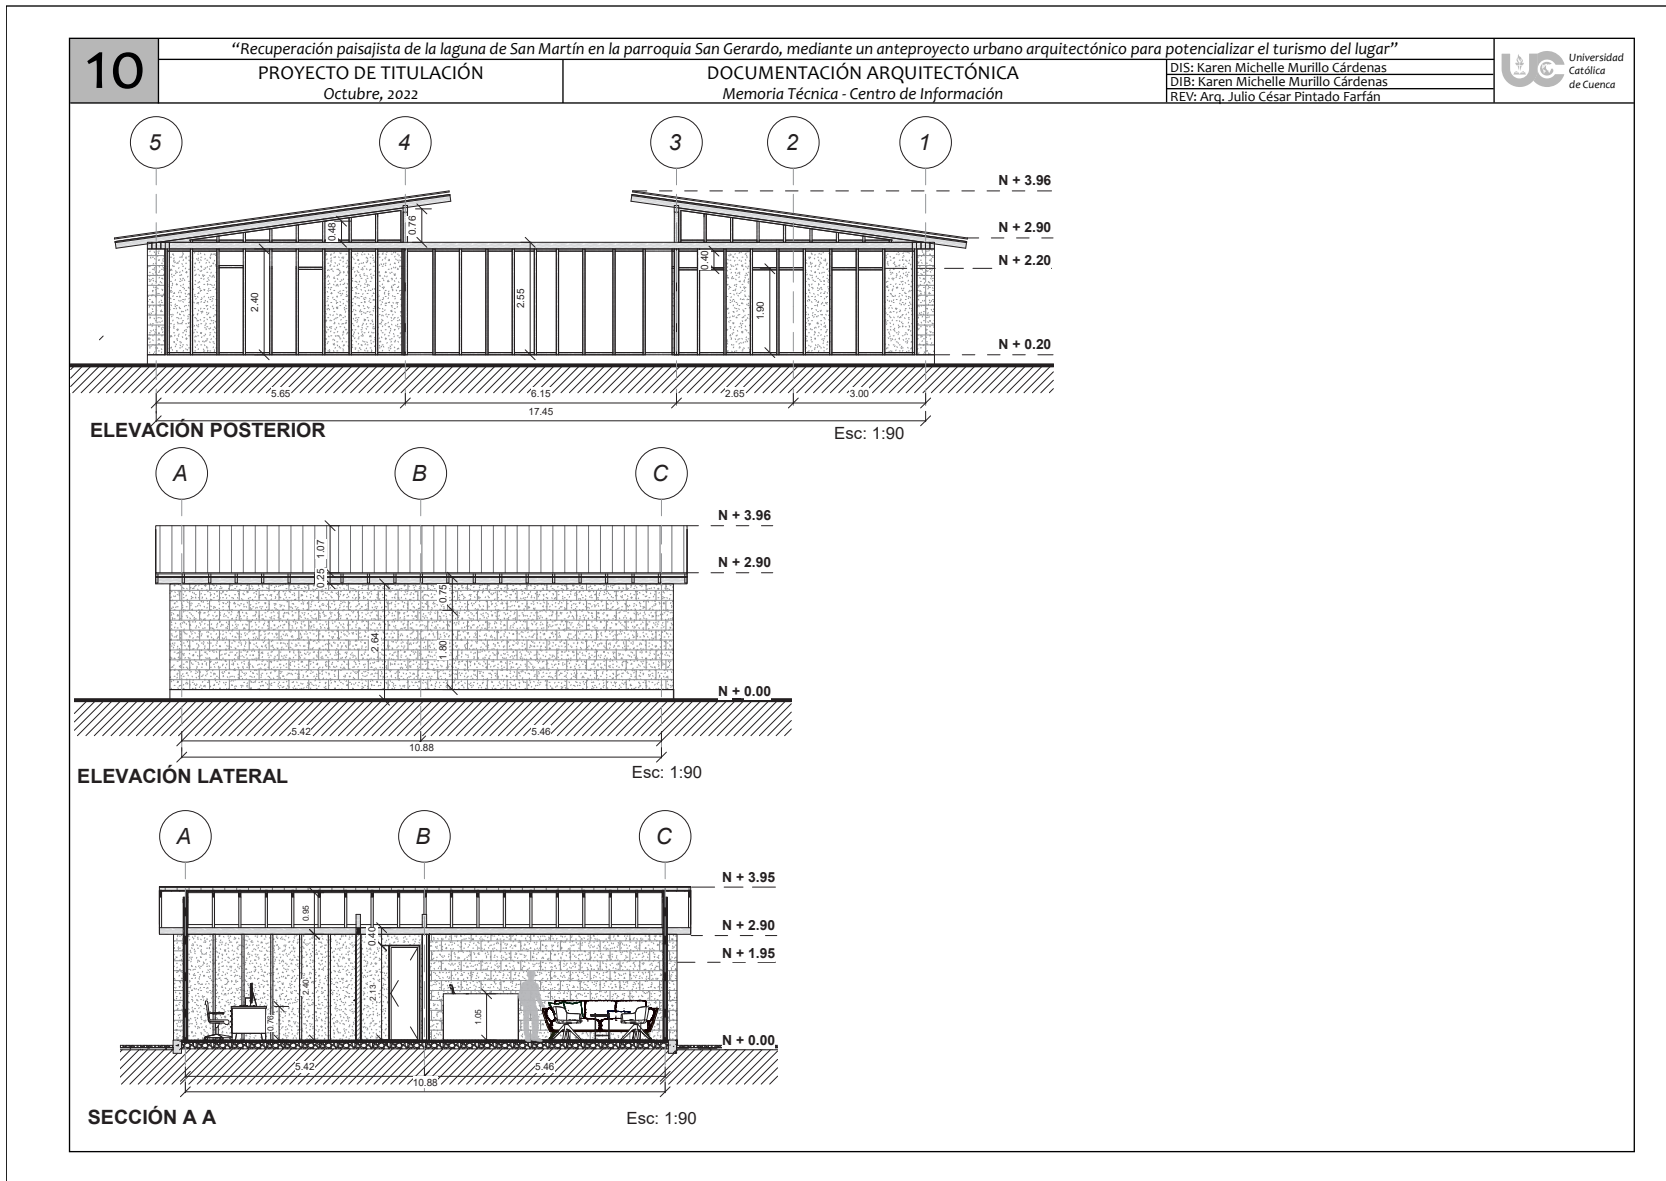 10
“Recuperación paisajista de la laguna de San Martín en la parroquia San Gerardo, mediante un anteproyecto urbano arquitectónico para potencializar el turismo del lugar”
PROYECTO DE TITULACIÓN
Octubre, 2022
DOCUMENTACIÓN ARQUITECTÓNICA
Memoria Técnica - Centro de Información
DIS: Karen Michelle Murillo Cárdenas
DIB: Karen Michelle Murillo Cárdenas
REV: Arq. Julio César Pintado Farfán
UC
Universidad
Católica
de Cuenca
5 4 3 2 1
N + 3.96
N + 2.90
N + 2.20
N + 0.20
0.48
0.76
2.40
2.55
0.40
1.90
5.65 6.15 2.65 3.00
17.45
ELEVACIÓN POSTERIOR
Esc: 1:90
A B C
N + 3.96
N + 2.90
N + 0.00
1.07
0.25
0.75
2.64
1.80
5.42 5.46
10.88
ELEVACIÓN LATERAL
Esc: 1:90
A B C
N + 3.95
N + 2.90
N + 1.95
N + 0.00
0.95
0.40
2.40
2.13
0.76
1.05
5.42 5.46
10.88
SECCIÓN A A
Esc: 1:90